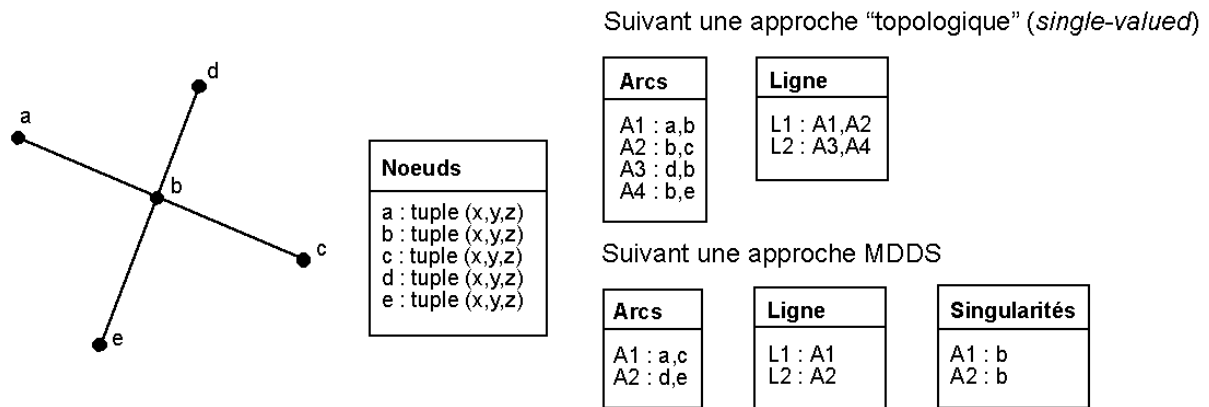 Suivant une approche “topologique” (single-valued)
d
a
b
c
e
Noeuds
a : tuple (x,y,z)
b : tuple (x,y,z)
c : tuple (x,y,z)
d : tuple (x,y,z)
e : tuple (x,y,z)
Arcs
A1 : a,b
A2 : b,c
A3 : d,b
A4 : b,e
Ligne
L1 : A1,A2
L2 : A3,A4
Suivant une approche MDDS
Arcs
A1 : a,c
A2 : d,e
Ligne
L1 : A1
L2 : A2
Singularités
A1 : b
A2 : b